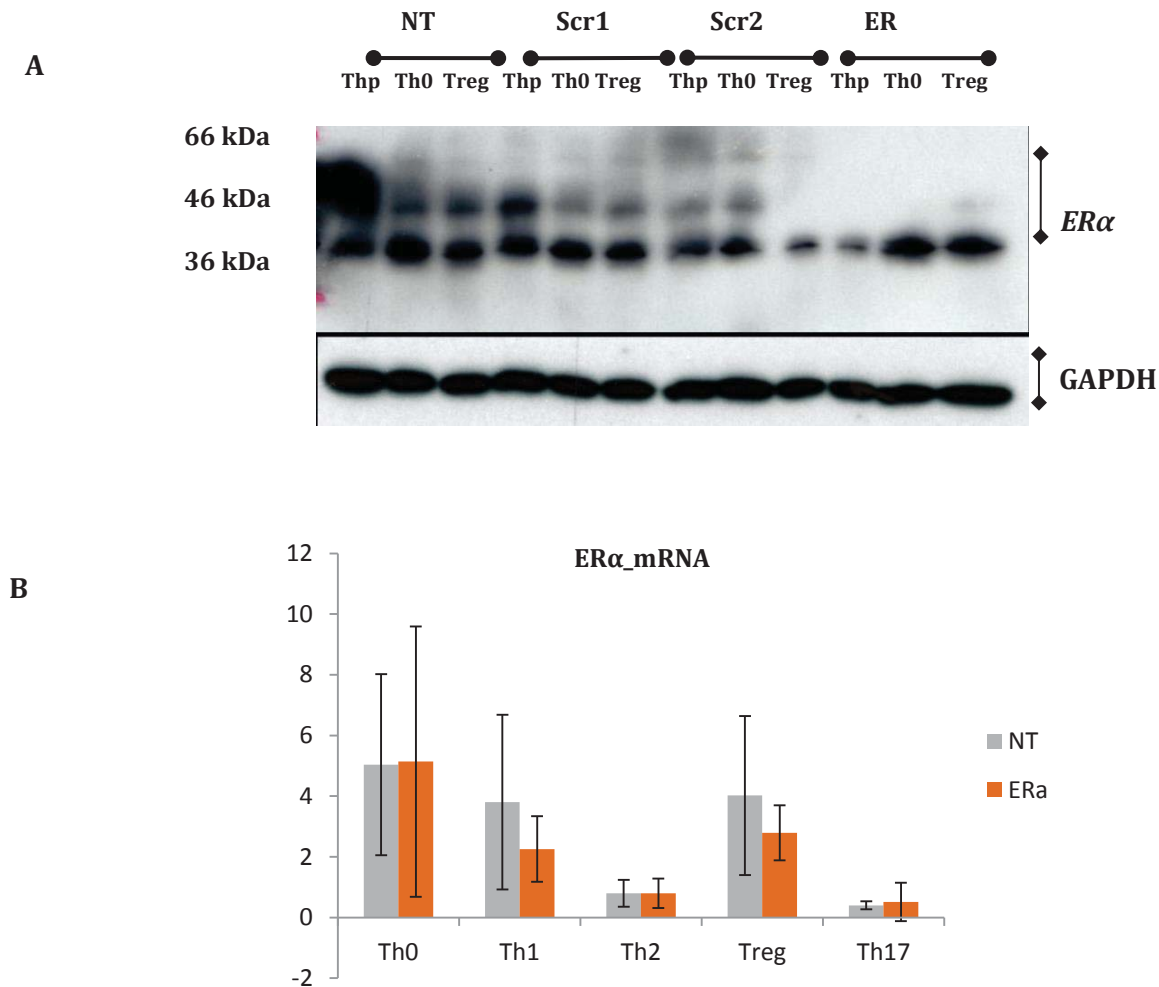 NT Scr1 Scr2 ER
A
Thp Th0 Treg Thp Th0 Treg Thp Th0 Treg Thp Th0 Treg
66 kDa
46 kDa
ERα
36 kDa
GAPDH
B
ERα_mRNA
12
10
8
6
4
2
0
-2
Th0 Th1 Th2 Treg Th17
NT
ERa